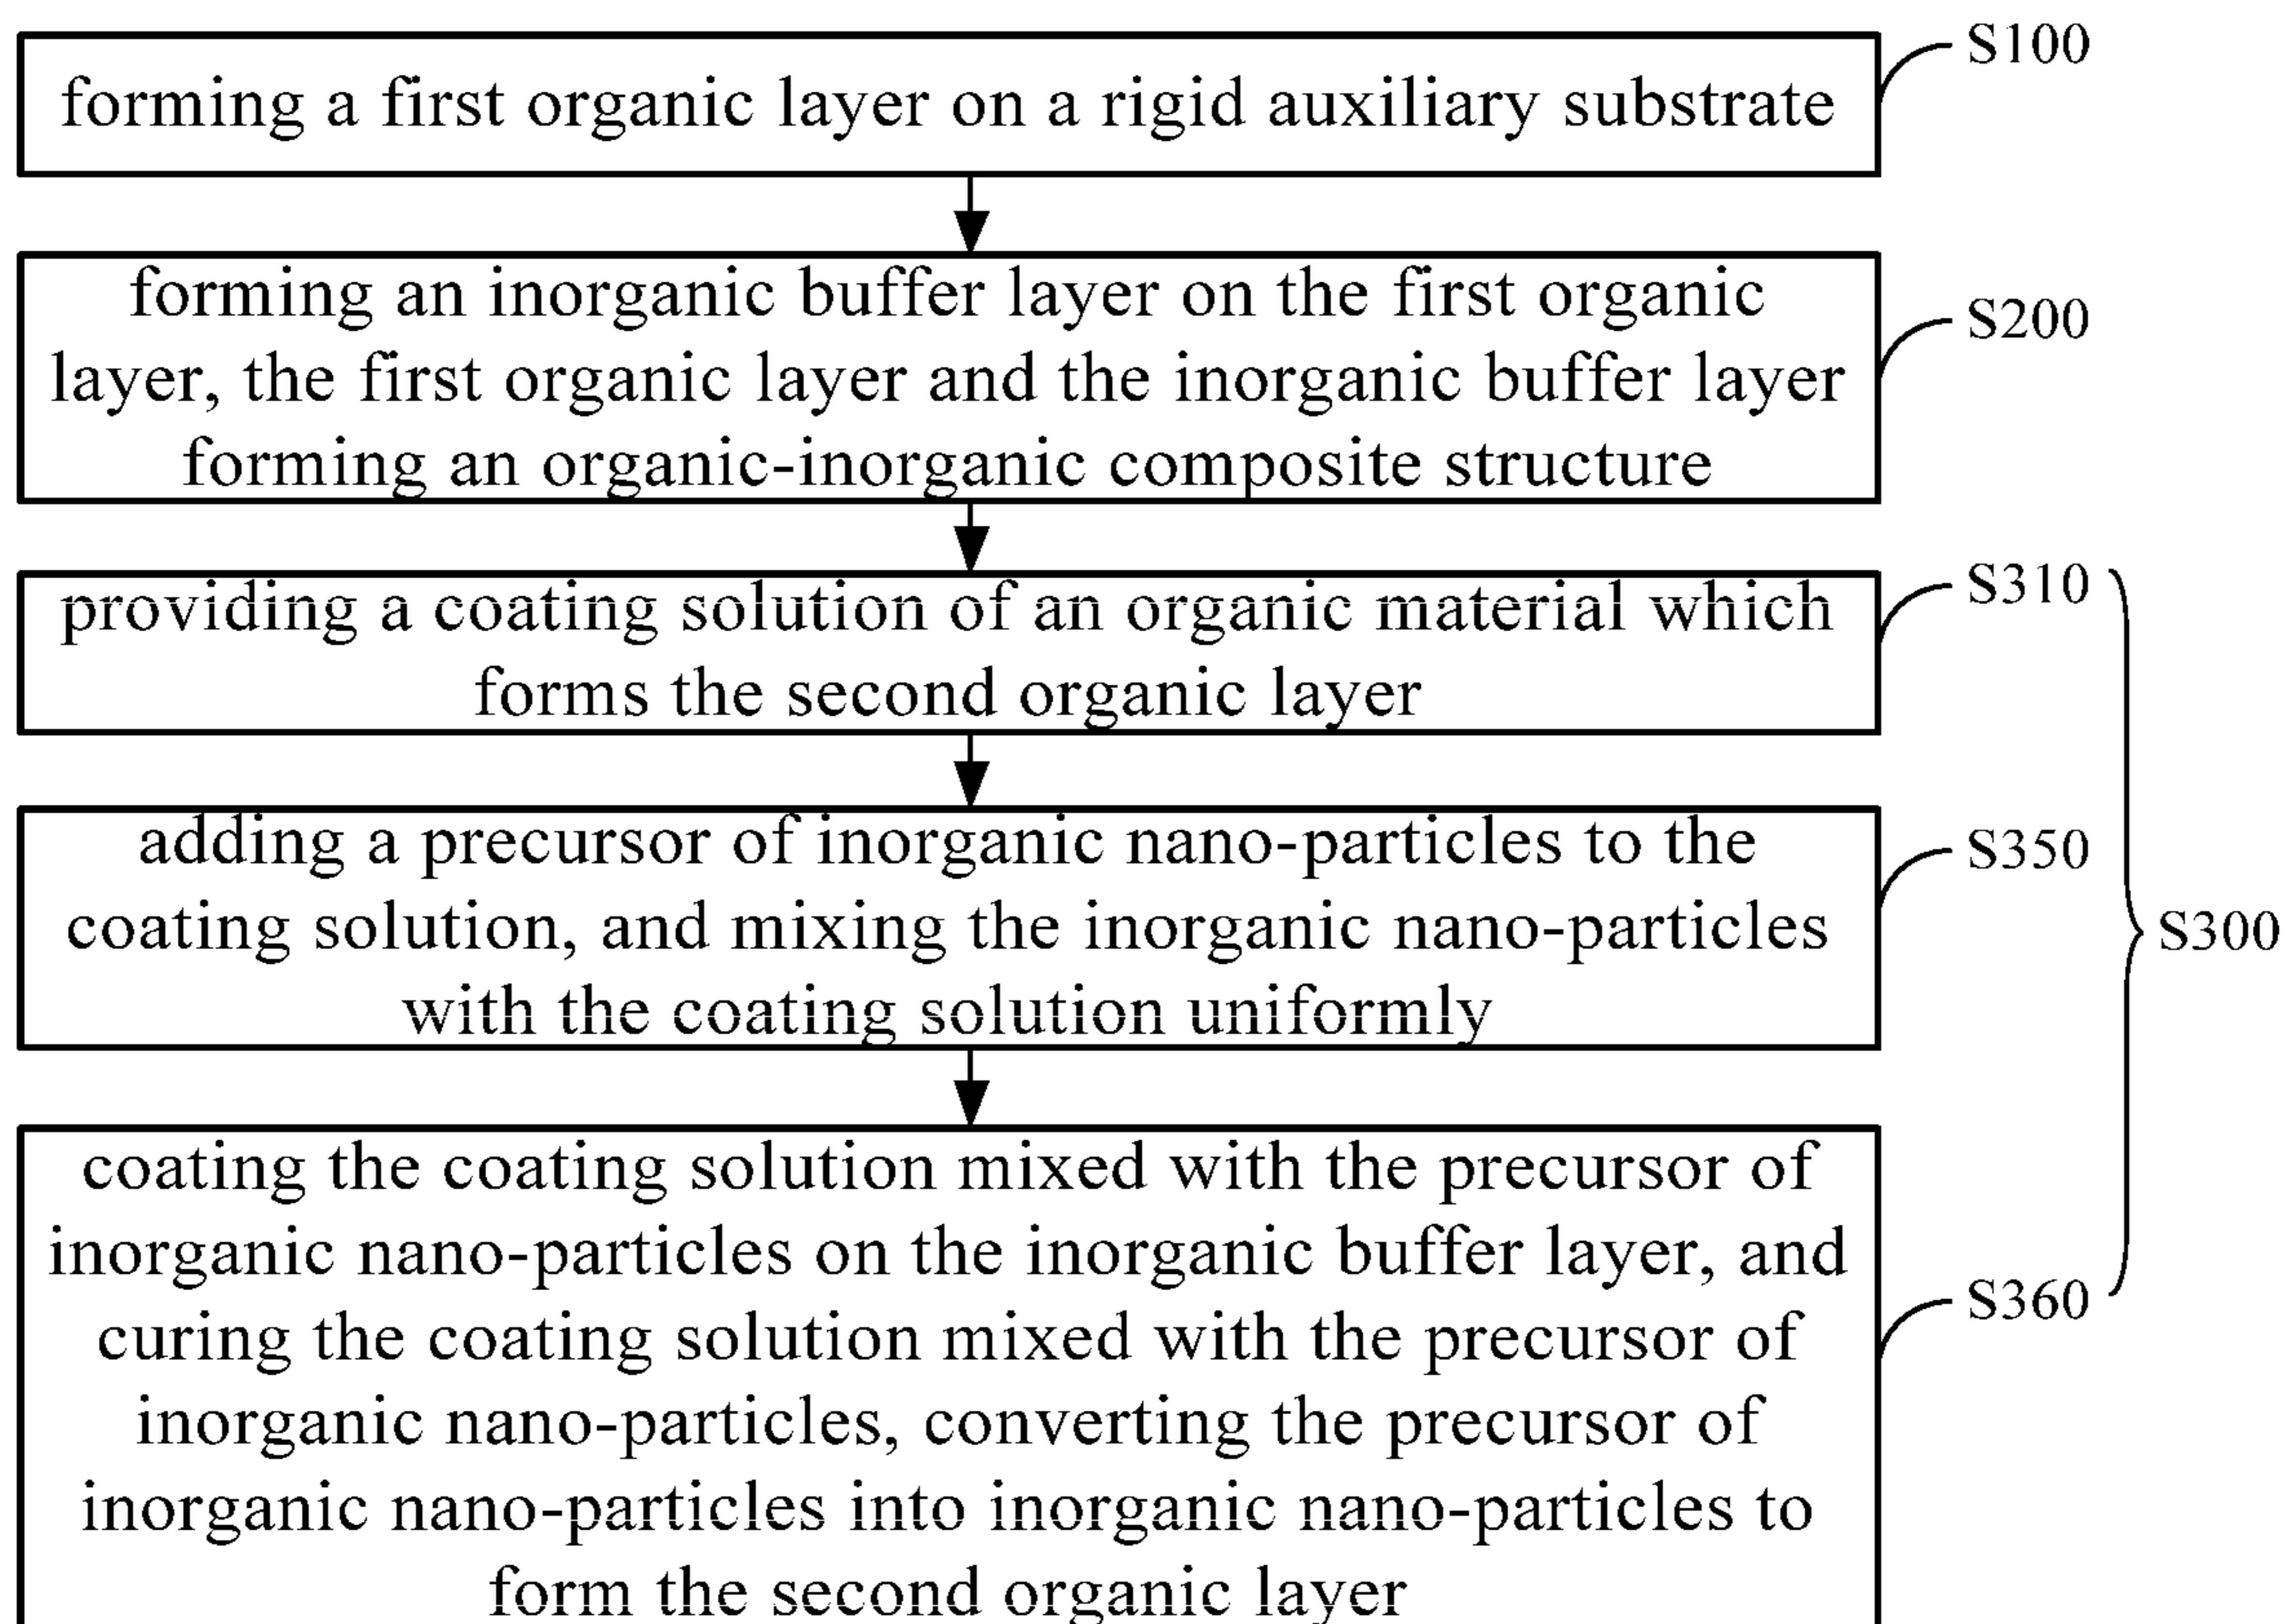 forming a first organic layer on a rigid auxiliary substrate
S100
forming an inorganic buffer layer on the first organic
layer, the first organic layer and the inorganic buffer layer
forming an organic-inorganic composite structure
S200
providing a coating solution of an organic material which
forms the second organic layer
S310
adding a precursor of inorganic nano-particles to the
coating solution, and mixing the inorganic nano-particles
with the coating solution uniformly
S350
S300
coating the coating solution mixed with the precursor of
inorganic nano-particles on the inorganic buffer layer, and
curing the coating solution mixed with the precursor of
inorganic nano-particles, converting the precursor of
inorganic nano-particles into inorganic nano-particles to
form the second organic layer
S360